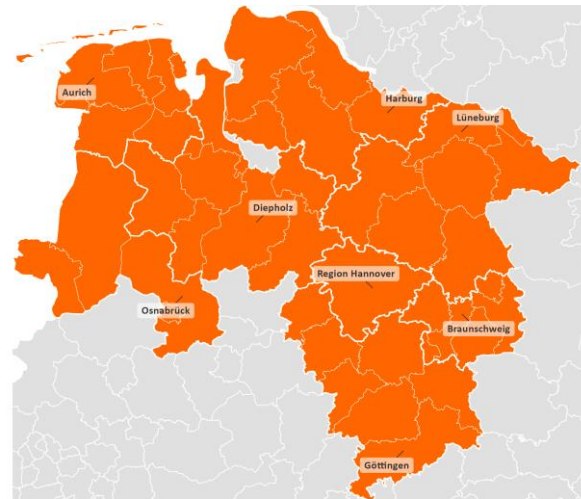 Aurich
Harburg
Lüneburg
Diepholz
Region Hannover
Osnabrück
Braunschweig
Göttingen